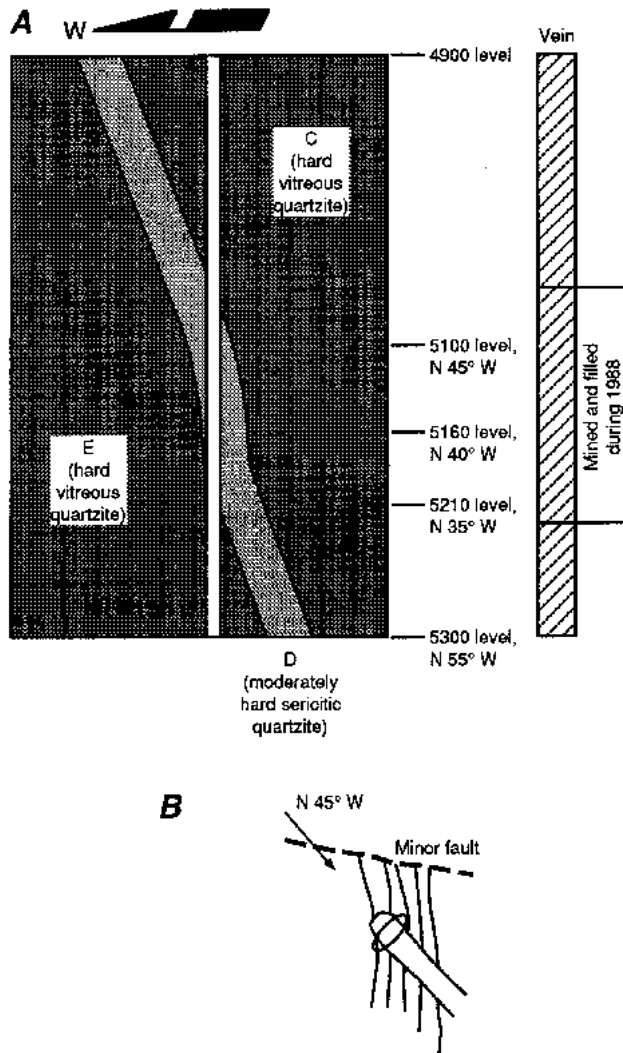 A
W
4900 level
Vein
C
(hard
vitreous
quartzite)
5100 level,
N 45° W
Mined and filled
during 1988
5160 level,
N 40° W
E
(hard
vitreous
quartzite)
5210 level,
N 35° W
5300 level,
N 55° W
D
(moderately
hard sericitic
quartzite)
B
N 45° W
Minor fault